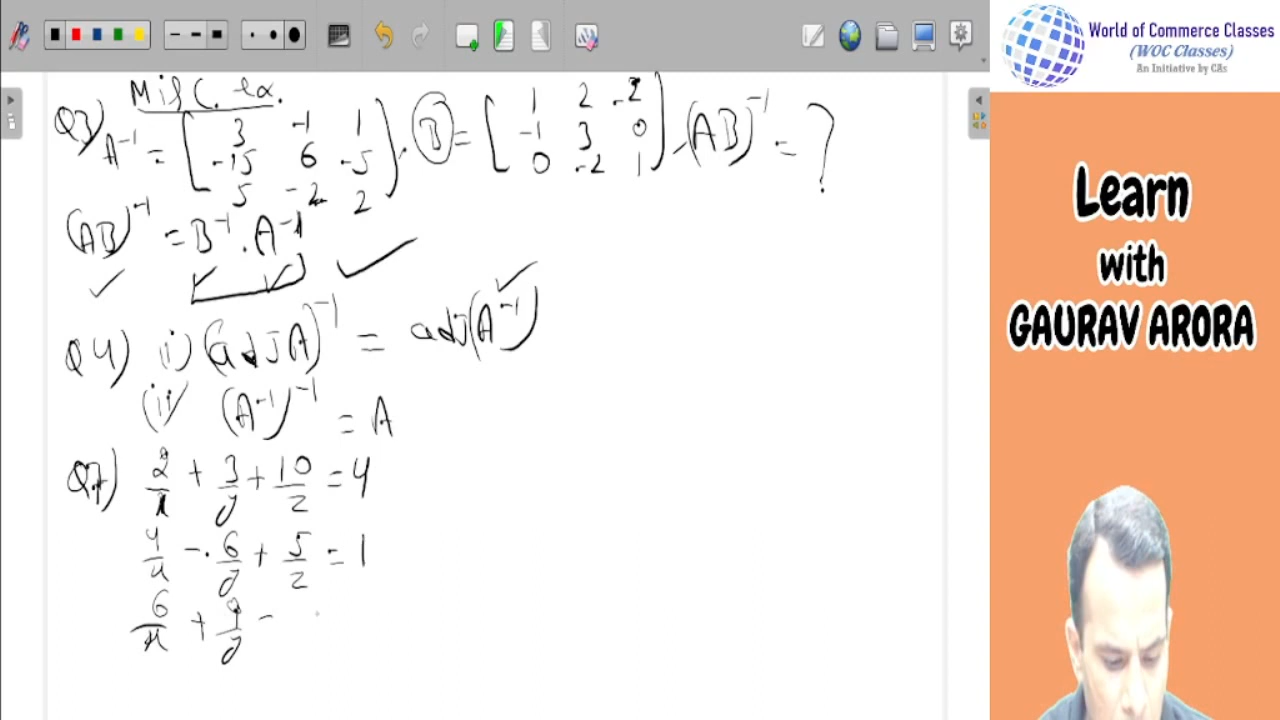 World of Commerce Classes
(WOC Classes)
An Initiative by CAs
Learn
with
GAURAV ARORA
Misc. Ex.
Q3) A⁻¹ = [3 -1 1; -15 6 -5; 5 -2 2] . B = [1 2 -2; -1 3 0; 0 -2 1] . (AB)⁻¹ = ?
(AB)⁻¹ = B⁻¹ . A⁻¹
Q4) (i) (adj A)⁻¹ = adj(A⁻¹)
(ii) (A⁻¹)⁻¹ = A
Q7) 2/x + 3/y + 10/z = 4
4/x - 6/y + 5/z = 1
6/x + 9/y -